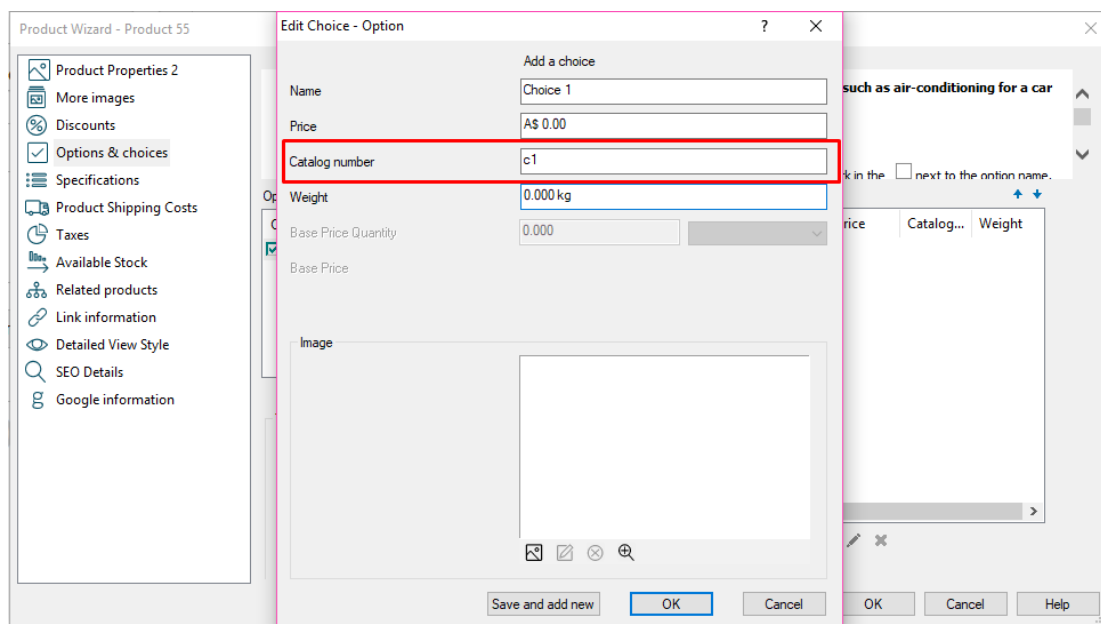 Product Wizard - Product 55
Product Properties 2
More images
Discounts
Options & choices
Specifications
Product Shipping Costs
Taxes
Available Stock
Related products
Link information
Detailed View Style
SEO Details
Google information
Edit Choice - Option
?
Add a choice
Name
Choice 1
Price
A$ 0.00
Catalog number
c1
Weight
0.000 kg
Base Price Quantity
0.000
Base Price
Image
Save and add new
OK
Cancel
such as air-conditioning for a car
in the next to the option name.
Catalog... Weight
OK
Cancel
Help